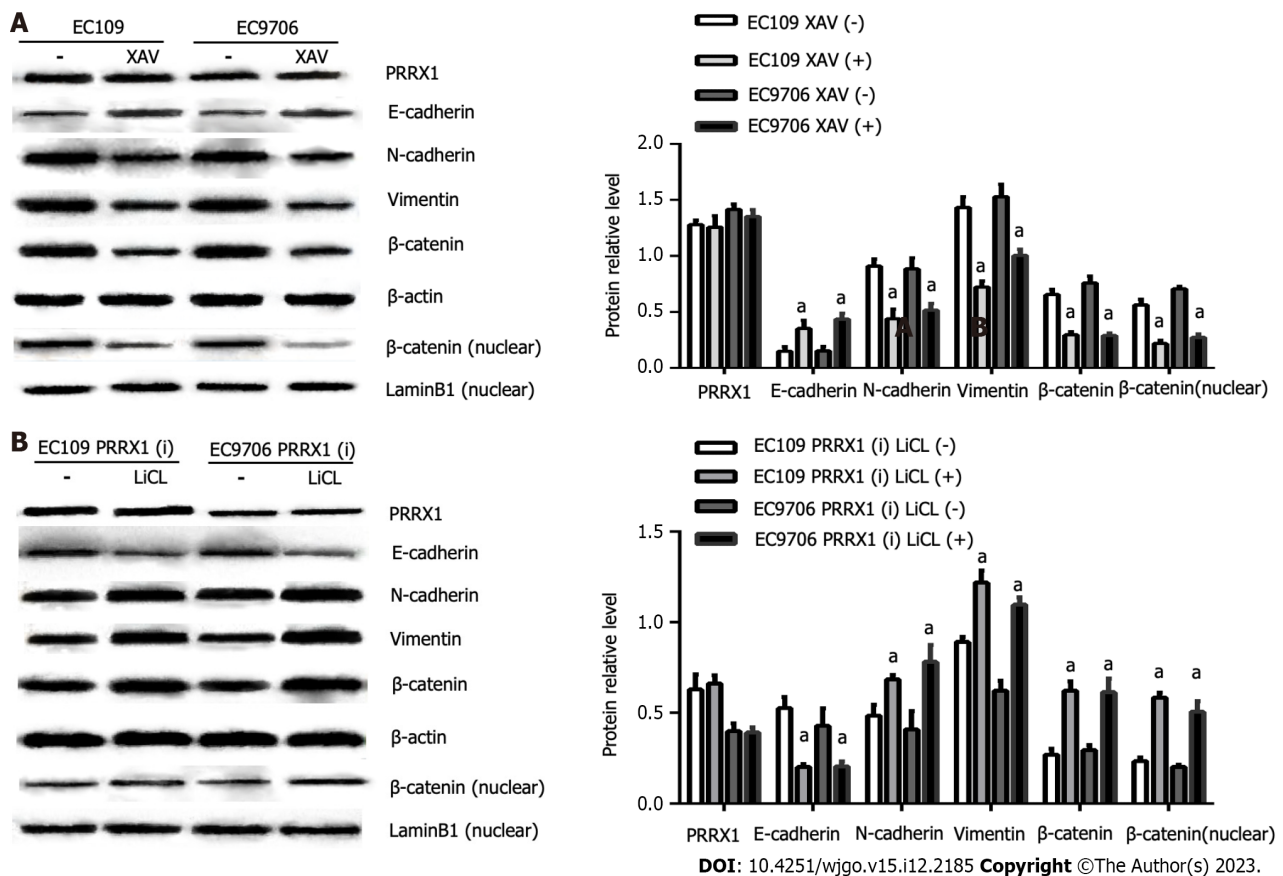 A
EC109 EC9706
- XAV - XAV
PRRX1
E-cadherin
N-cadherin
Vimentin
β-catenin
β-actin
β-catenin (nuclear)
LaminB1 (nuclear)
EC109 XAV (-)
EC109 XAV (+)
EC9706 XAV (-)
EC9706 XAV (+)
Protein relative level
2.0
1.5
1.0
0.5
0.0
a a a a a a a a a a
A B
PRRX1 E-cadherin N-cadherin Vimentin β-catenin β-catenin(nuclear)
B
EC109 PRRX1 (i) EC9706 PRRX1 (i)
- LiCL - LiCL
PRRX1
E-cadherin
N-cadherin
Vimentin
β-catenin
β-actin
β-catenin (nuclear)
LaminB1 (nuclear)
EC109 PRRX1 (i) LiCL (-)
EC109 PRRX1 (i) LiCL (+)
EC9706 PRRX1 (i) LiCL (-)
EC9706 PRRX1 (i) LiCL (+)
Protein relative level
1.5
1.0
0.5
0.0
a a a a a a a a a a
PRRX1 E-cadherin N-cadherin Vimentin β-catenin β-catenin(nuclear)
DOI: 10.4251/wjgo.v15.i12.2185 Copyright ©The Author(s) 2023.